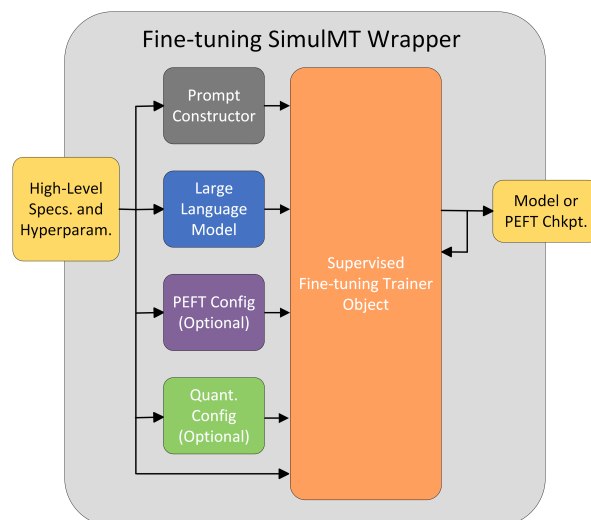 Fine-tuning SimulMT Wrapper
Prompt
Constructor
High-Level
Specs. and
Hyperparam.
Large
Language
Model
Model or
PEFT Chkpt.
Supervised
Fine-tuning Trainer
Object
PEFT Config
(Optional)
Quant.
Config
(Optional)